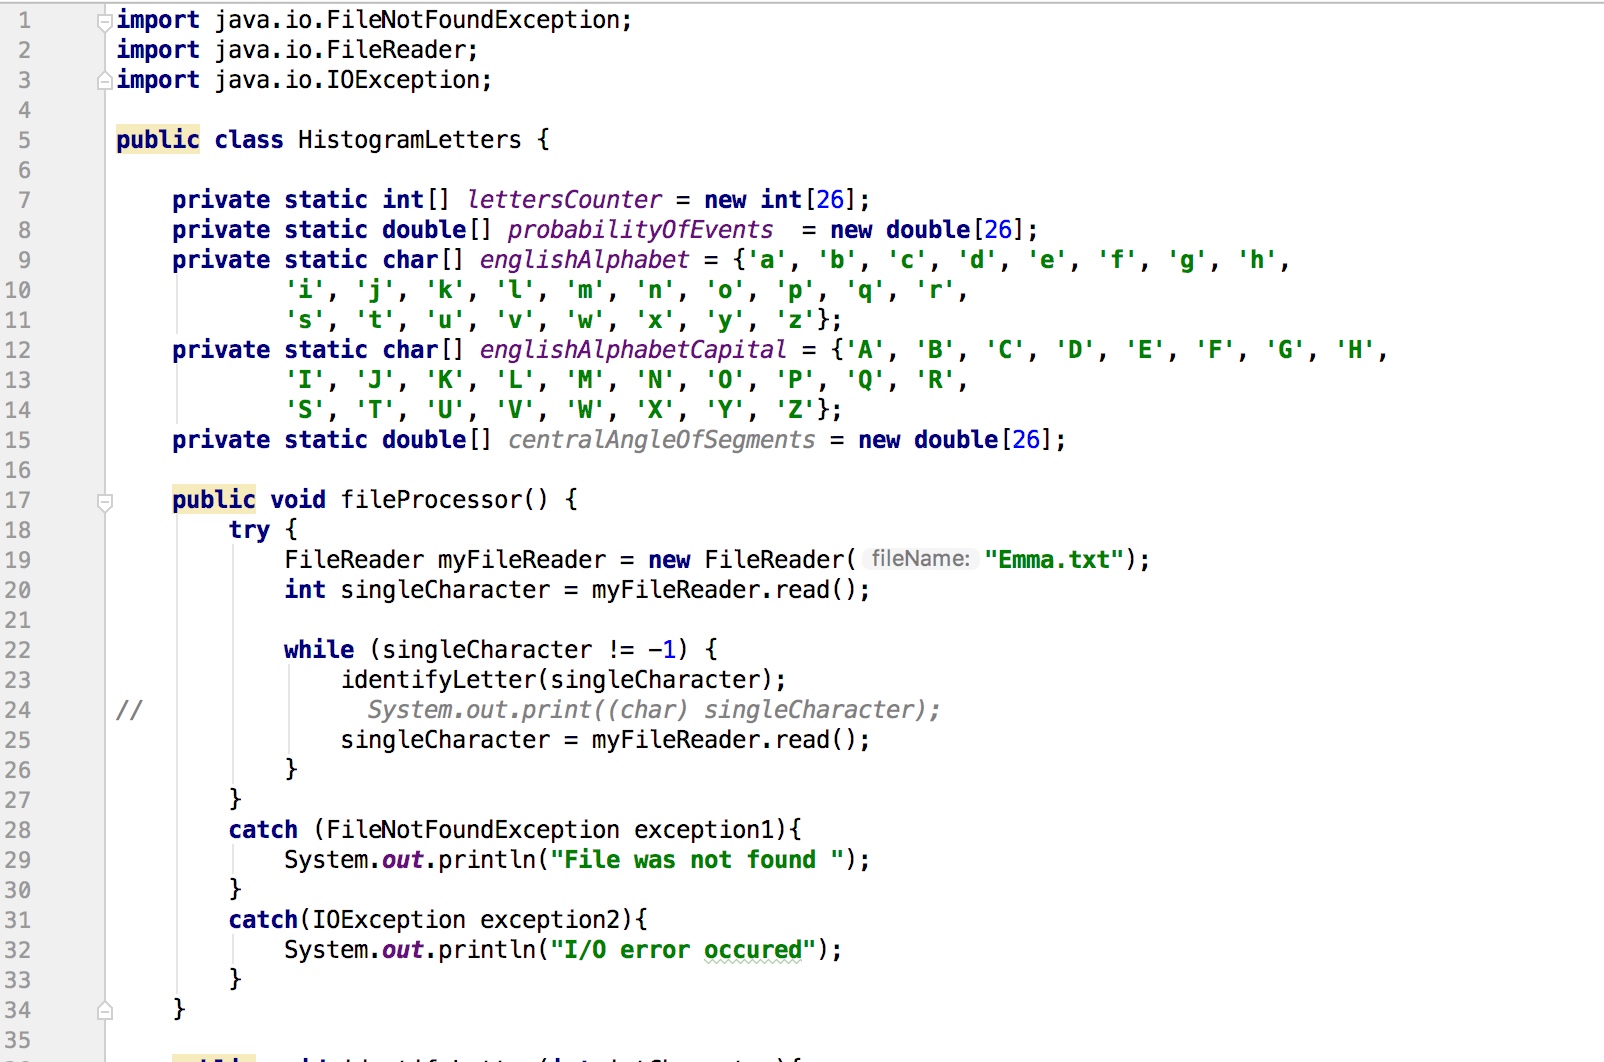 1 import java.io.FileNotFoundException;
2 import java.io.FileReader;
3 import java.io.IOException;
4
5 public class HistogramLetters {
6
7 private static int[] lettersCounter = new int[26];
8 private static double[] probabilityOfEvents  = new double[26];
9 private static char[] englishAlphabet = {'a', 'b', 'c', 'd', 'e', 'f', 'g', 'h',
10 'i', 'j', 'k', 'l', 'm', 'n', 'o', 'p', 'q', 'r',
11 's', 't', 'u', 'v', 'w', 'x', 'y', 'z'};
12 private static char[] englishAlphabetCapital = {'A', 'B', 'C', 'D', 'E', 'F', 'G', 'H',
13 'I', 'J', 'K', 'L', 'M', 'N', 'O', 'P', 'Q', 'R',
14 'S', 'T', 'U', 'V', 'W', 'X', 'Y', 'Z'};
15 private static double[] centralAngleOfSegments = new double[26];
16
17 public void fileProcessor() {
18 try {
19 FileReader myFileReader = new FileReader( fileName: "Emma.txt");
20 int singleCharacter = myFileReader.read();
21
22 while (singleCharacter != -1) {
23 identifyLetter(singleCharacter);
24 // System.out.print((char) singleCharacter);
25 singleCharacter = myFileReader.read();
26 }
27 }
28 catch (FileNotFoundException exception1){
29 System.out.println("File was not found ");
30 }
31 catch(IOException exception2){
32 System.out.println("I/O error occured");
33 }
34 }
35